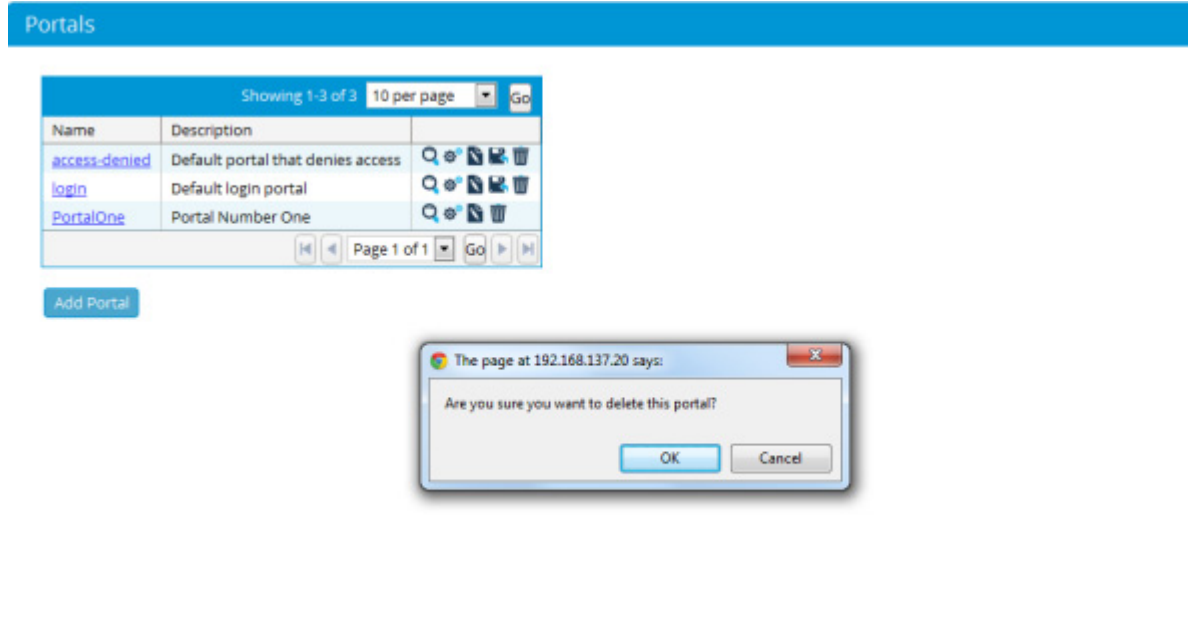 Portals
Showing 1-3 of 3 10 per page Go
Name Description
access-denied Default portal that denies access
login Default login portal
PortalOne Portal Number One
Page 1 of 1 Go
Add Portal
The page at 192.168.137.20 says:
Are you sure you want to delete this portal?
OK Cancel